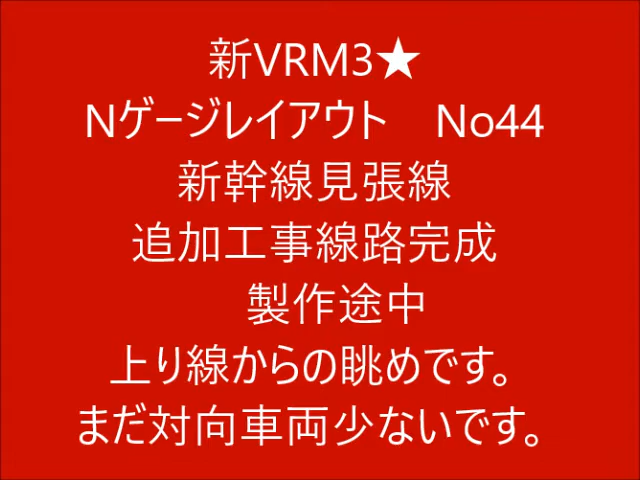 新VRM3★
Nゲージレイアウト　No44
新幹線見張線
追加工事線路完成
製作途中
上り線からの眺めです。
まだ対向車両少ないです。